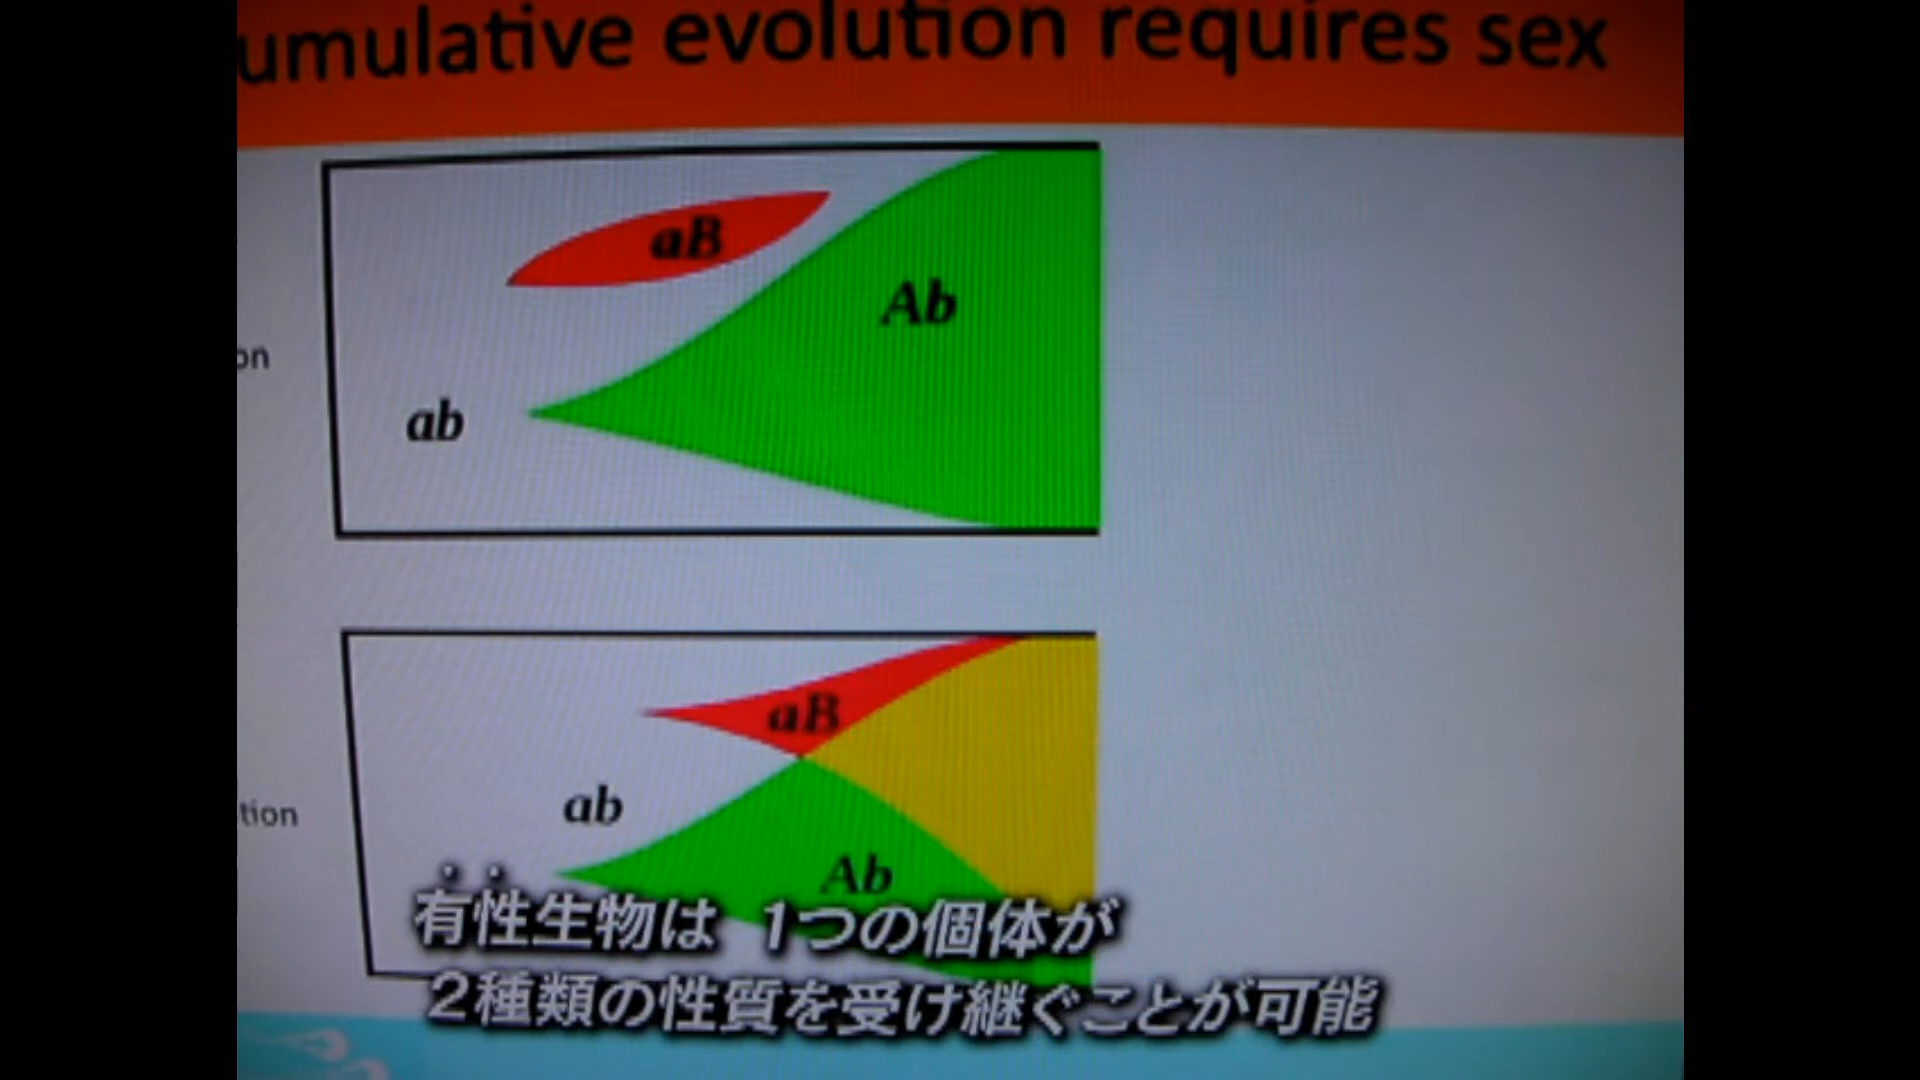 umulative evolution requires sex
aB
Ab
on
ab
aB
ab
tion
Ab
有性生物は 1つの個体が
2種類の性質を受け継ぐことが可能